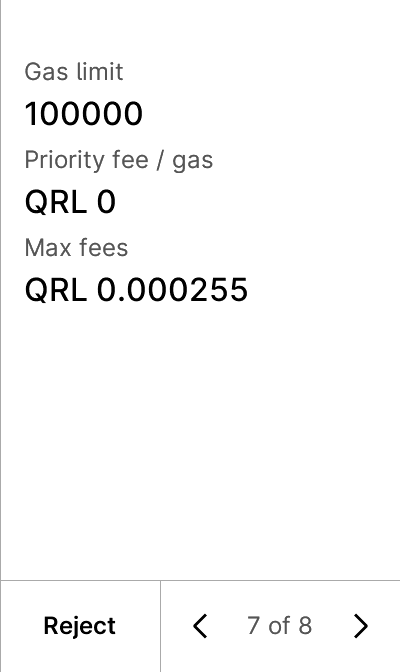 Gas limit
100000
Priority fee / gas
QRL 0
Max fees
QRL 0.000255
Reject
7 of 8